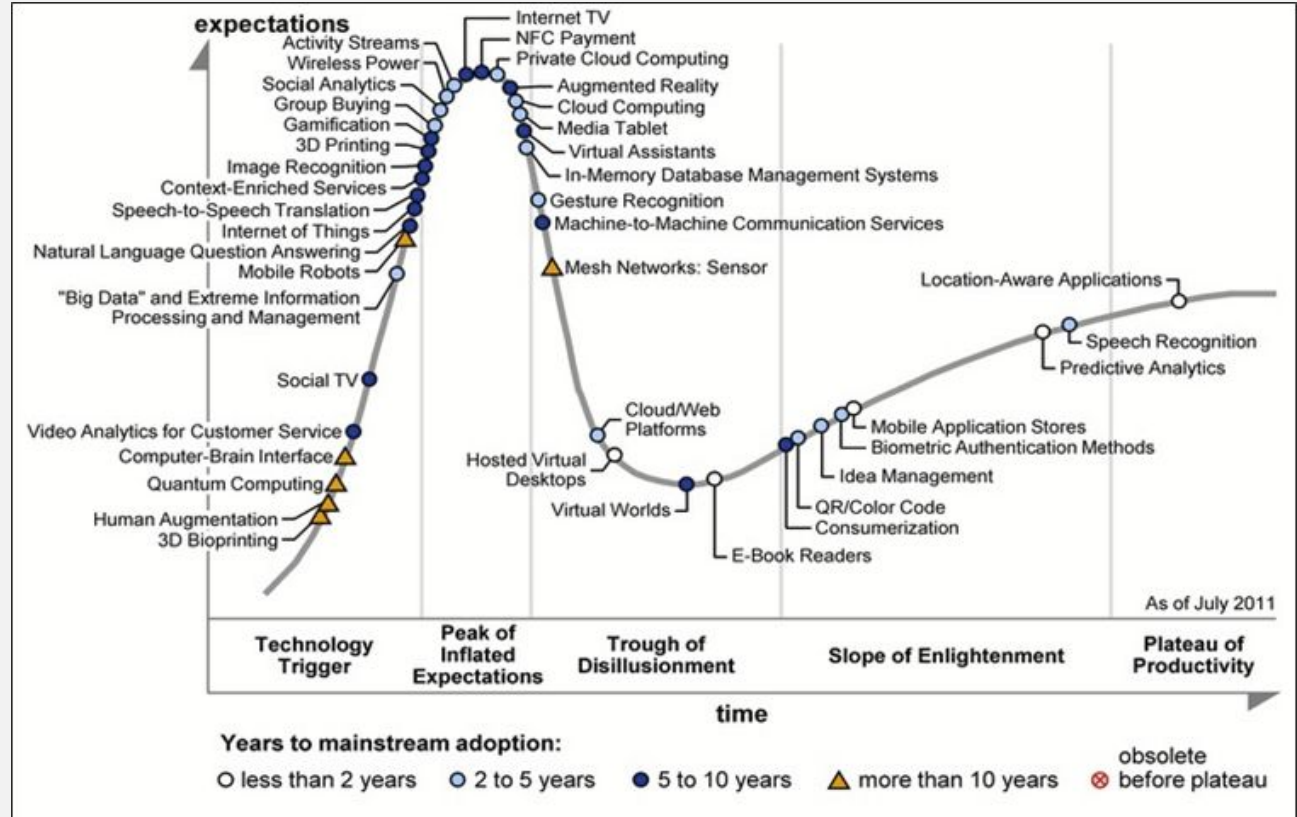 expectations
Activity Streams
Wireless Power
Social Analytics
Group Buying
Gamification
3D Printing
Image Recognition
Context-Enriched Services
Speech-to-Speech Translation
Internet of Things
Natural Language Question Answering
Mobile Robots
"Big Data" and Extreme Information
Processing and Management
Social TV
Video Analytics for Customer Service
Computer-Brain Interface
Quantum Computing
Human Augmentation
3D Bioprinting
Internet TV
NFC Payment
Private Cloud Computing
Augmented Reality
Cloud Computing
Media Tablet
Virtual Assistants
In-Memory Database Management Systems
Gesture Recognition
Machine-to-Machine Communication Services
Mesh Networks: Sensor
Cloud/Web
Platforms
Hosted Virtual
Desktops
Virtual Worlds
E-Book Readers
Consumerization
QR/Color Code
Idea Management
Biometric Authentication Methods
Mobile Application Stores
Predictive Analytics
Speech Recognition
Location-Aware Applications
As of July 2011
Technology
Trigger
Peak of
Inflated
Expectations
Trough of
Disillusionment
Slope of Enlightenment
Plateau of
Productivity
time
Years to mainstream adoption:
less than 2 years
2 to 5 years
5 to 10 years
more than 10 years
obsolete
before plateau